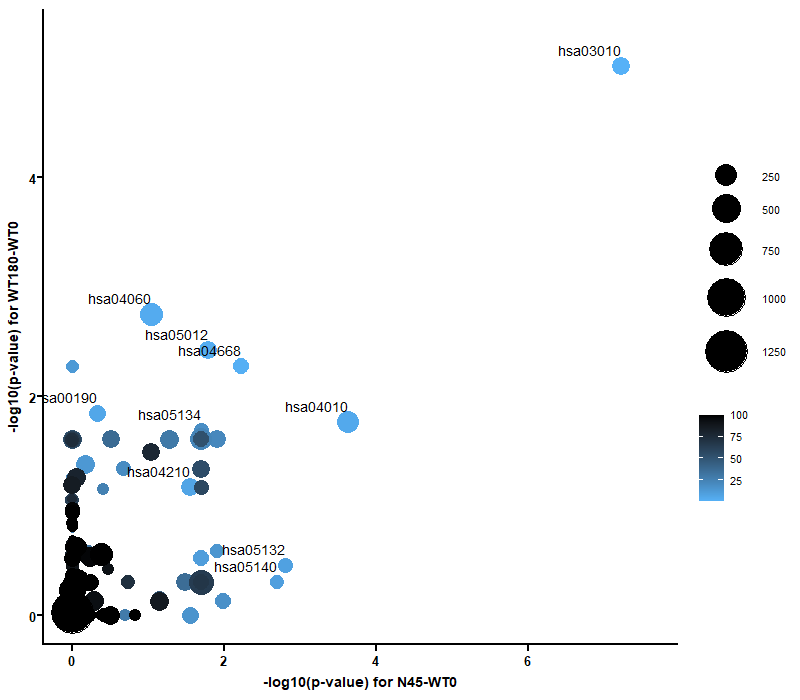 hsa03010
4
hsa04060
hsa05012
hsa04668
2
sa00190
hsa04010
hsa05134
hsa04210
hsa05132
hsa05140
0
0
2
4
6
-log10(p-value) for N45-WT0
-log10(p-value) for WT180-WT0
250
500
750
1000
1250
100
75
50
25